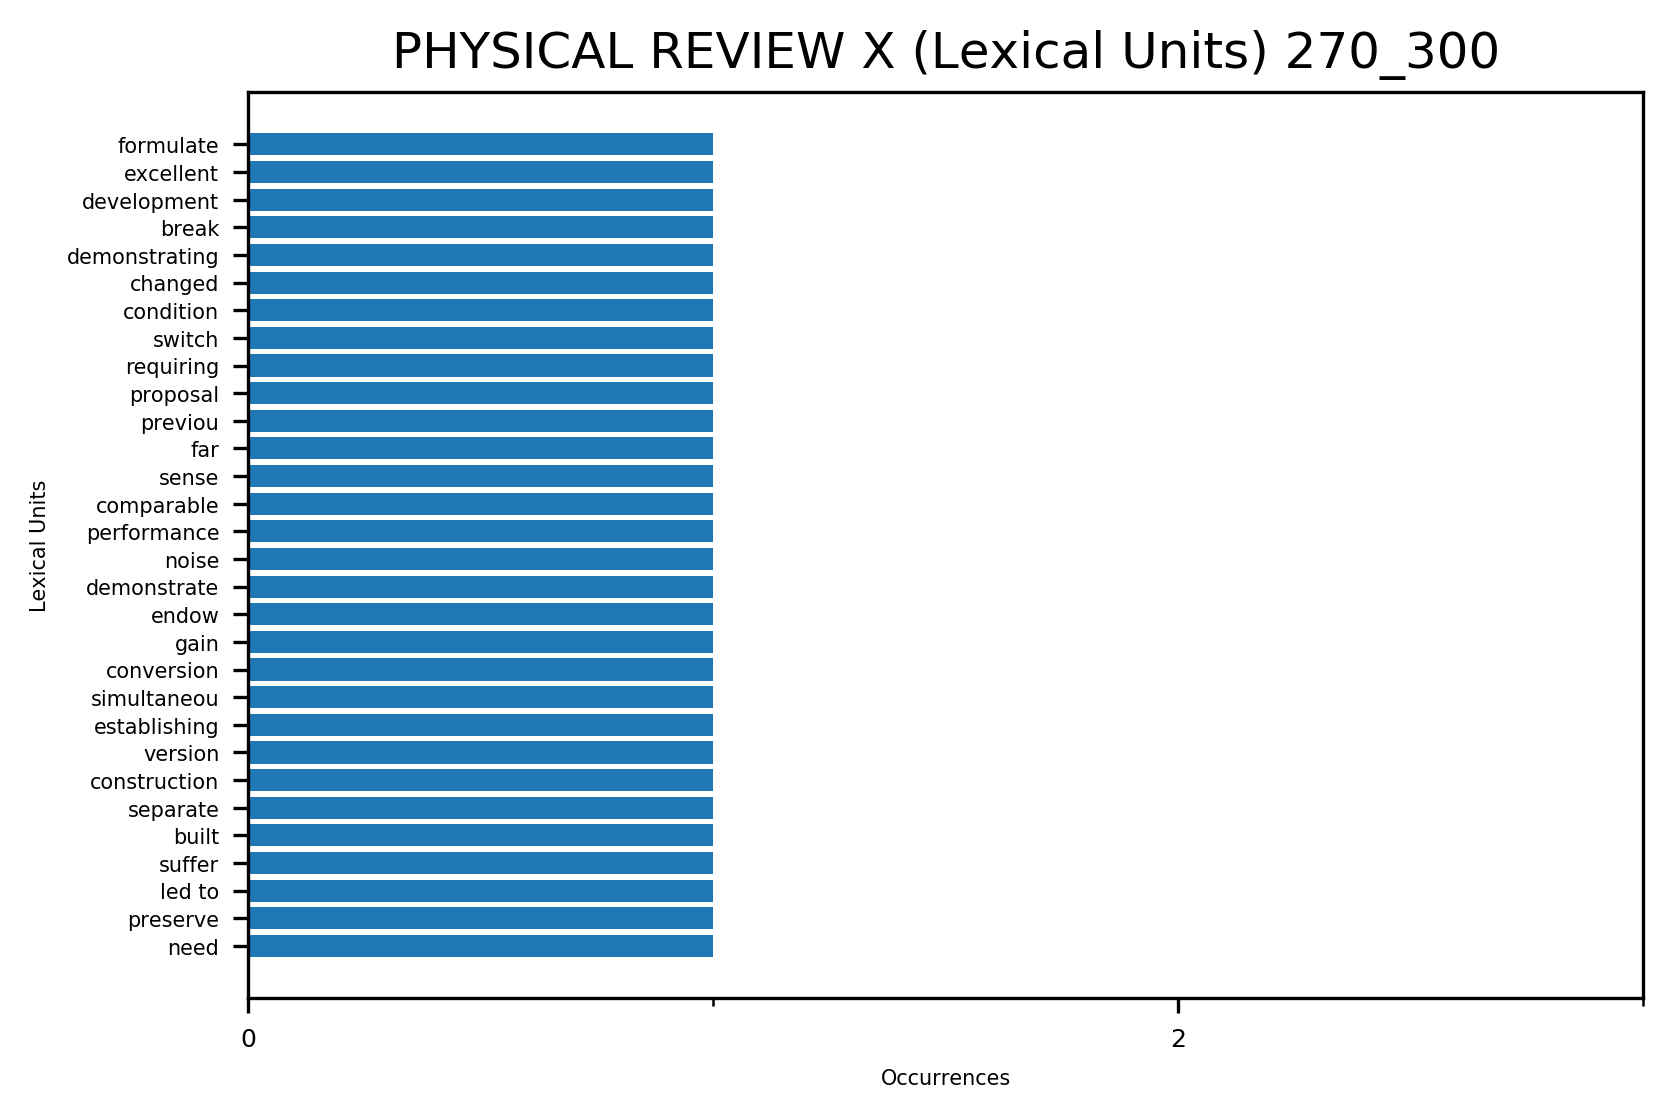 PHYSICAL REVIEW X (Lexical Units) 270_300
formulate
excellent
development
break
demonstrating
changed
condition
switch
requiring
proposal
previou
far
sense
comparable
performance
noise
demonstrate
endow
gain
conversion
simultaneou
establishing
version
construction
separate
built
suffer
led to
preserve
need
Lexical Units
0
2
Occurrences